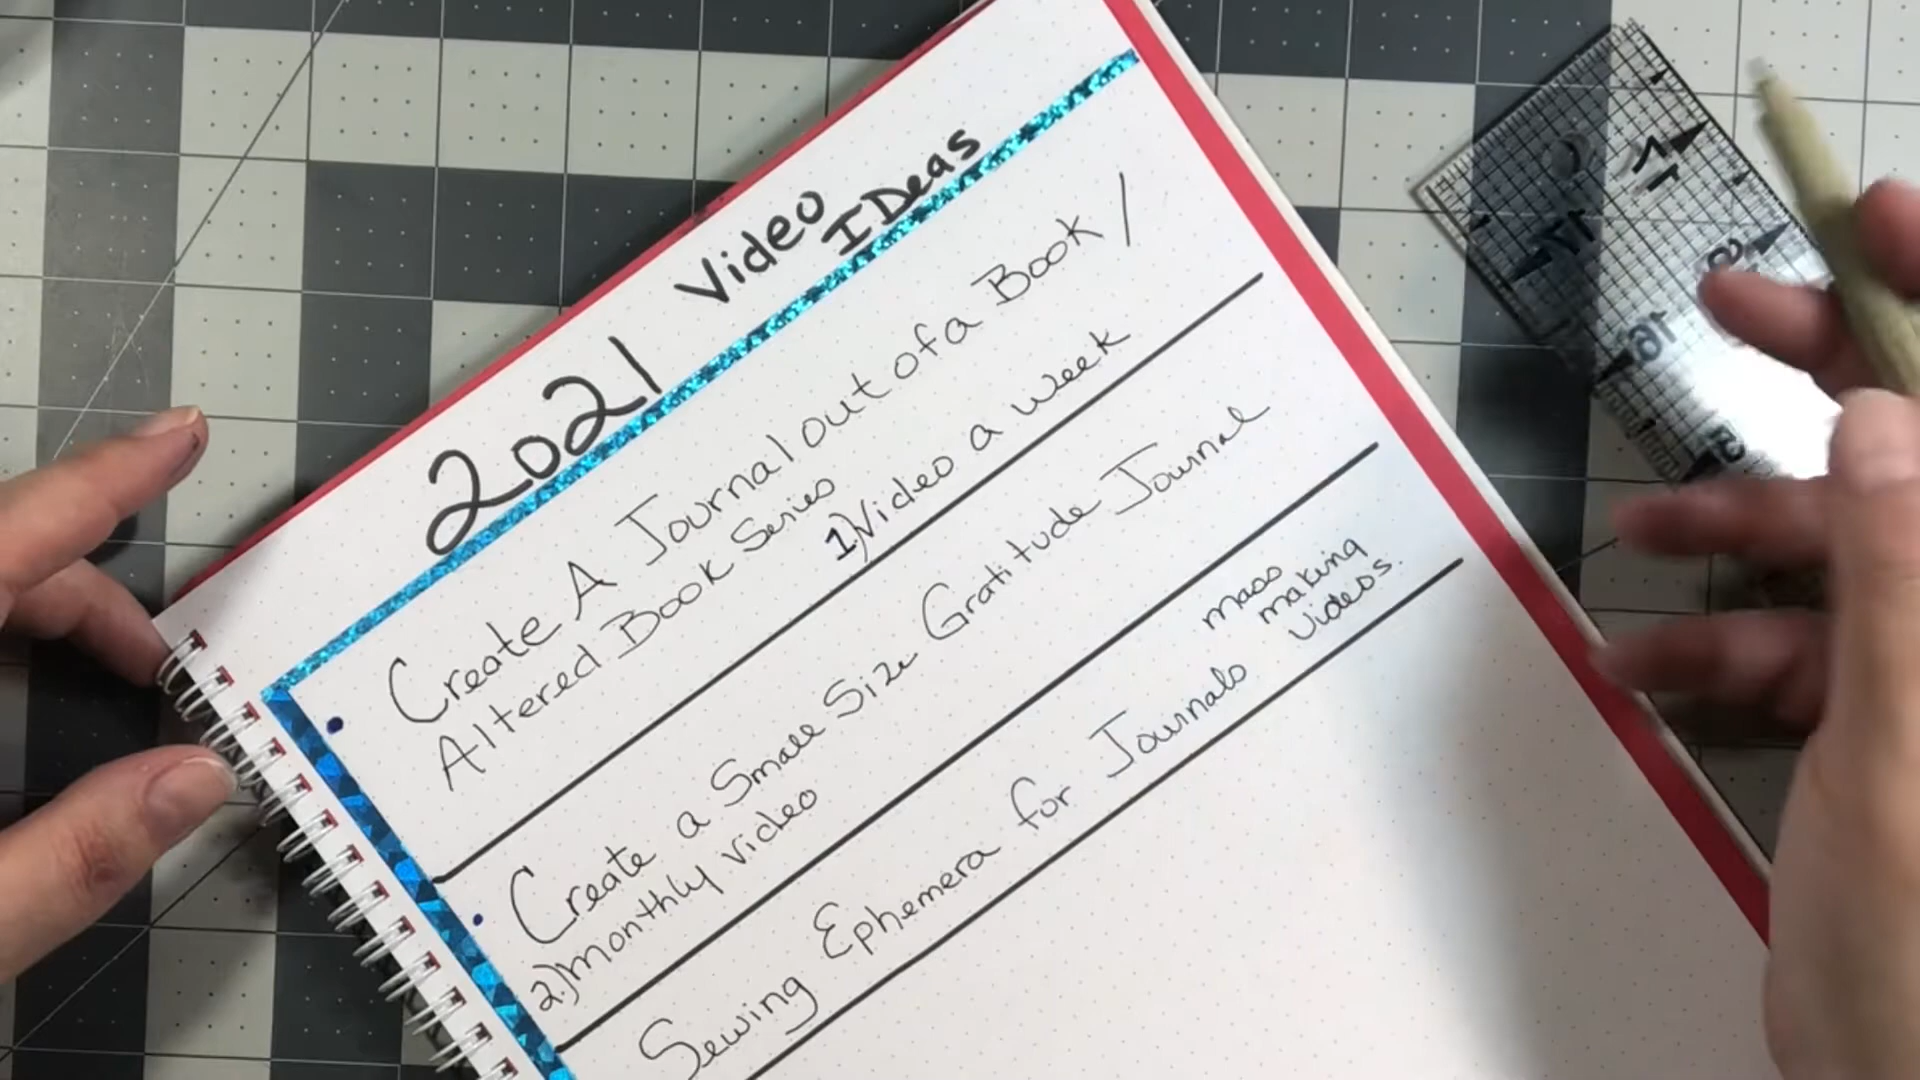 2021 Video
IDeas
Create A Journal out of a Book /
Altered Book Series
1) Video a week
Create a Small Size Gratitude Journal
2.) monthly video
Sewing Ephemera for Journals
mass
making
videos.